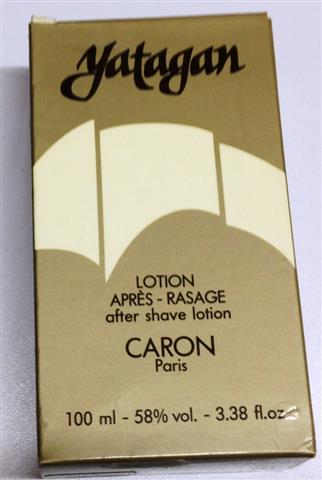 Yatagan
LOTION
APRÈS - RASAGE
after shave lotion
CARON
Paris
100 ml - 58% vol. - 3.38 fl.oz